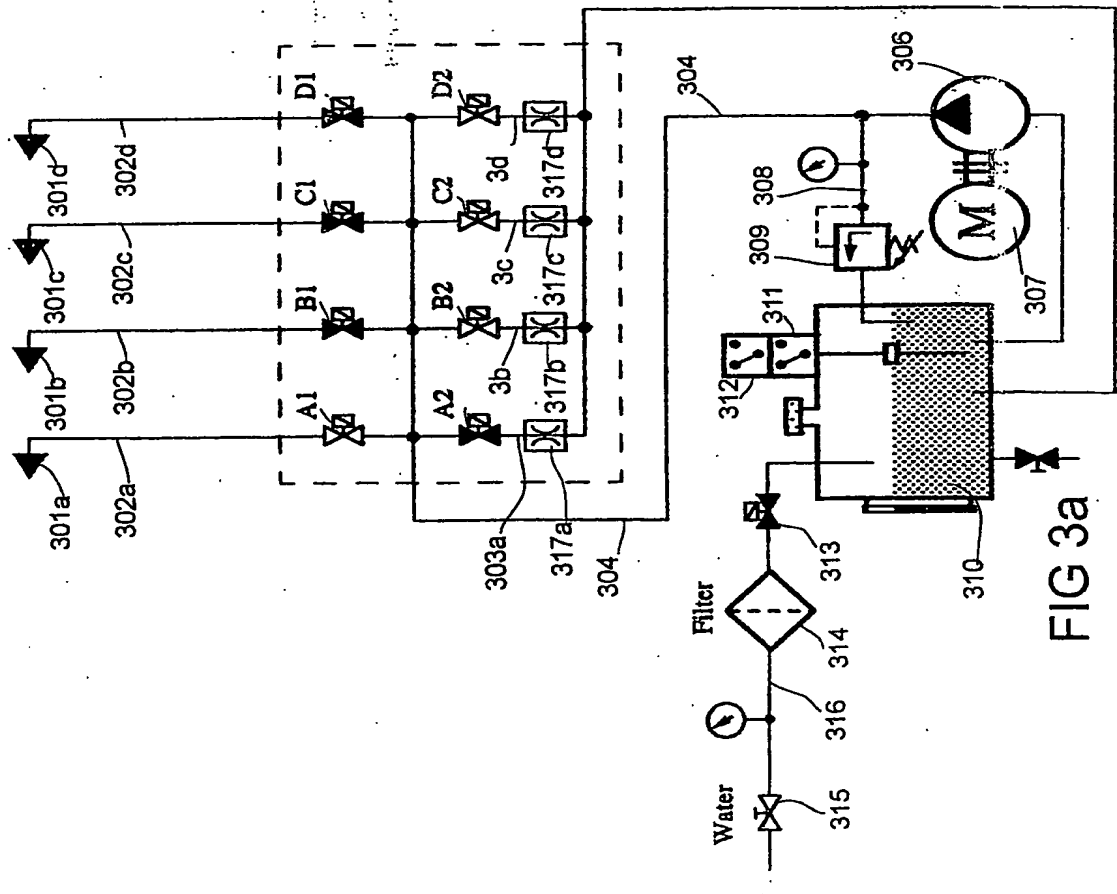 301a
301b
301c
301d
302a
302b
302c
302d
A1
B1
C1
D1
A2
B2
C2
D2
303a
3b
3c
3d
317a
317b
317c
317d
304
304
306
308
309
M
307
311
312
310
313
Filter
314
316
Water
315
FIG 3a